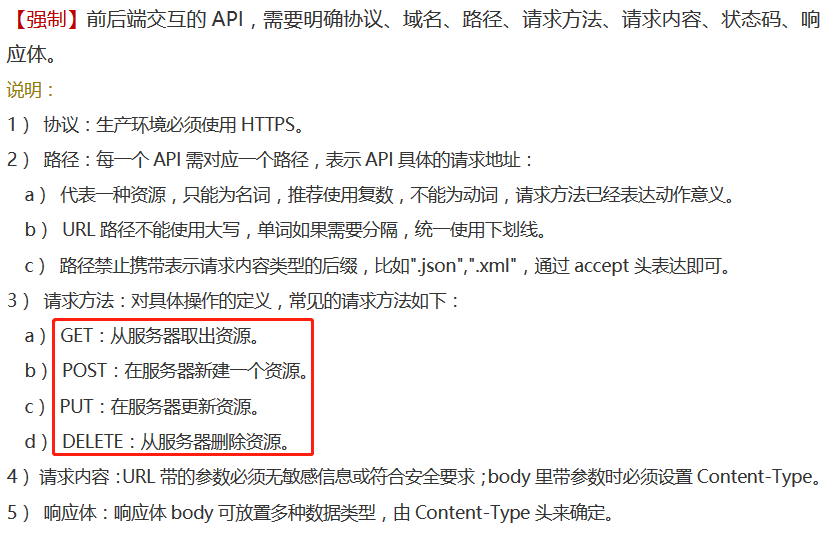 【强制】前后端交互的 API，需要明确协议、域名、路径、请求方法、请求内容、状态码、响
应体。
说明：
1） 协议：生产环境必须使用 HTTPS。
2） 路径：每一个 API 需对应一个路径，表示 API 具体的请求地址：
a） 代表一种资源，只能为名词，推荐使用复数，不能为动词，请求方法已经表达动作意义。
b） URL 路径不能使用大写，单词如果需要分隔，统一使用下划线。
c） 路径禁止携带表示请求内容类型的后缀，比如".json",".xml"，通过 accept 头表达即可。
3） 请求方法：对具体操作的定义，常见的请求方法如下：
a） GET：从服务器取出资源。
b） POST：在服务器新建一个资源。
c） PUT：在服务器更新资源。
d） DELETE：从服务器删除资源。
4）请求内容：URL 带的参数必须无敏感信息或符合安全要求；body 里带参数时必须设置 Content-Type。
5） 响应体：响应体 body 可放置多种数据类型，由 Content-Type 头来确定。